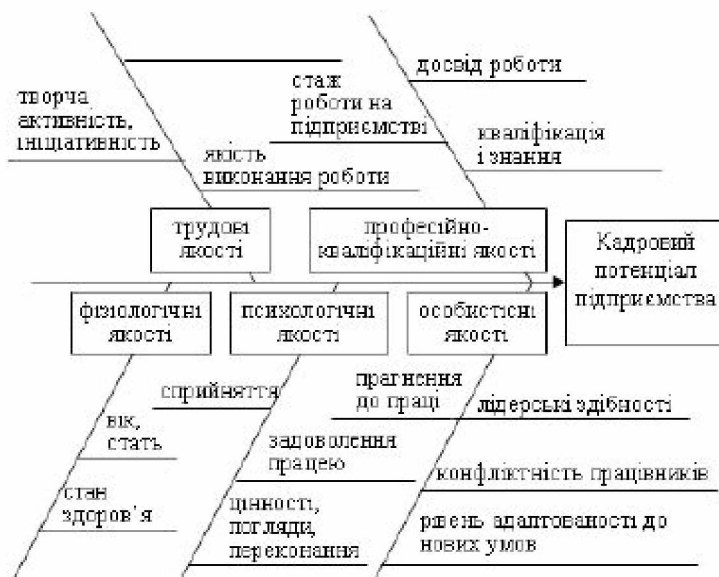 досвід роботи
стаж
роботи на
підприємстві
творча
активність,
ініціативність
кваліфікація
і знання
якість
виконання роботи
трудові
якості
професійно-
кваліфікаційні якості
Кадровий
потенціал
підприємства
фізіологічні
якості
психологічні
якості
особистісні
якості
прагнення
до праці
сприйняття
лідерські здібності
вік,
стать
задоволення
працею
конфліктність працівників
стан
здоров'я
цінності,
погляди,
переконання
рівень адаптованості до
нових умов